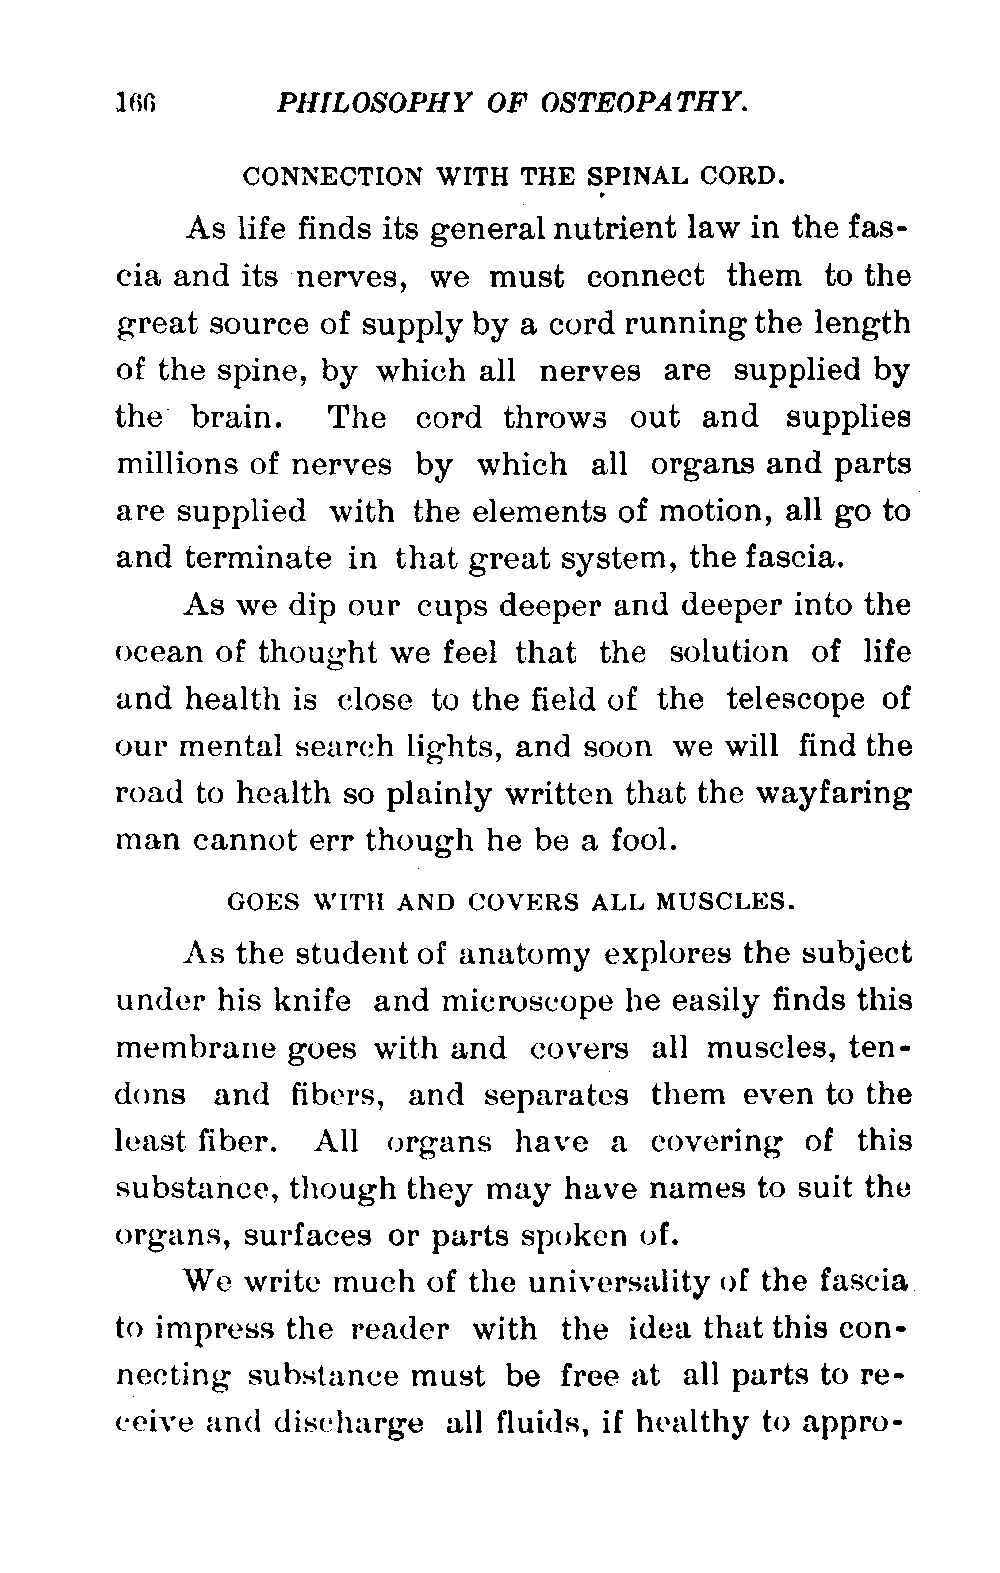 166 PHILOSOPHY OF OSTEOPATHY.
CONNECTION WITH THE SPINAL CORD.
As life finds its general nutrient law in the fas-
cia and its nerves, we must connect them to the
great source of supply by a cord running the length
of the spine, by which all nerves are supplied by
the brain. The cord throws out and supplies
millions of nerves by which all organs and parts
are supplied with the elements of motion, all go to
and terminate in that great system, the fascia.
As we dip our cups deeper and deeper into the
ocean of thought we feel that the solution of life
and health is close to the field of the telescope of
our mental search lights, and soon we will find the
road to health so plainly written that the wayfaring
man cannot err though he be a fool.
GOES WITH AND COVERS ALL MUSCLES.
As the student of anatomy explores the subject
under his knife and microscope he easily finds this
membrane goes with and covers all muscles, ten-
dons and fibers, and separates them even to the
least fiber. All organs have a covering of this
substance, though they may have names to suit the
organs, surfaces or parts spoken of.
We write much of the universality of the fascia
to impress the reader with the idea that this con-
necting substance must be free at all parts to re-
ceive and discharge all fluids, if healthy to appro-